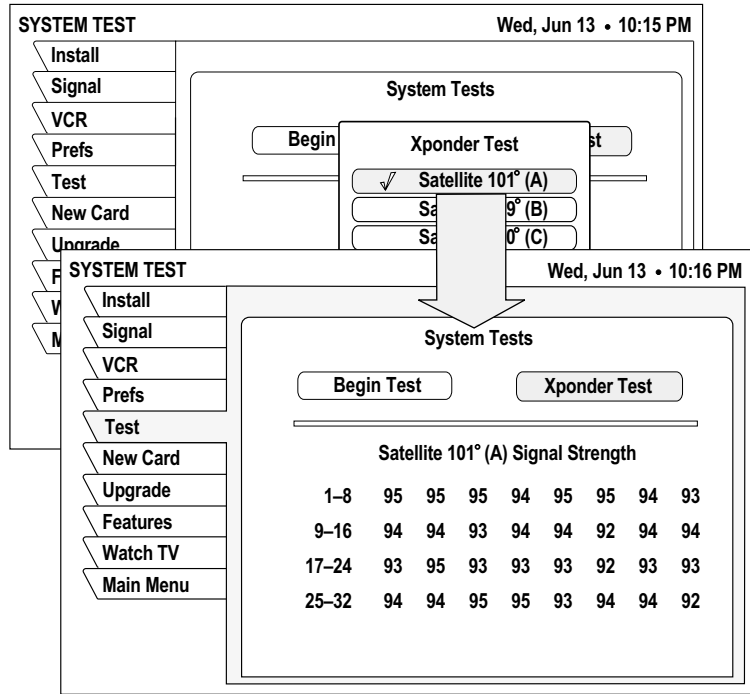 SYSTEM TEST Wed, Jun 13 • 10:15 PM
Install
Signal
VCR
Prefs
Test
New Card
Upgrade
System Tests
Begin
Xponder Test
Satellite 101° (A)
9° (B)
0° (C)
SYSTEM TEST Wed, Jun 13 • 10:16 PM
Install
Signal
VCR
Prefs
Test
New Card
Upgrade
Features
Watch TV
Main Menu
System Tests
Begin Test Xponder Test
Satellite 101° (A) Signal Strength
1–8 95 95 95 94 95 95 94 93
9–16 94 94 93 94 94 92 94 94
17–24 93 95 93 93 93 92 93 93
25–32 94 94 95 95 93 94 94 92